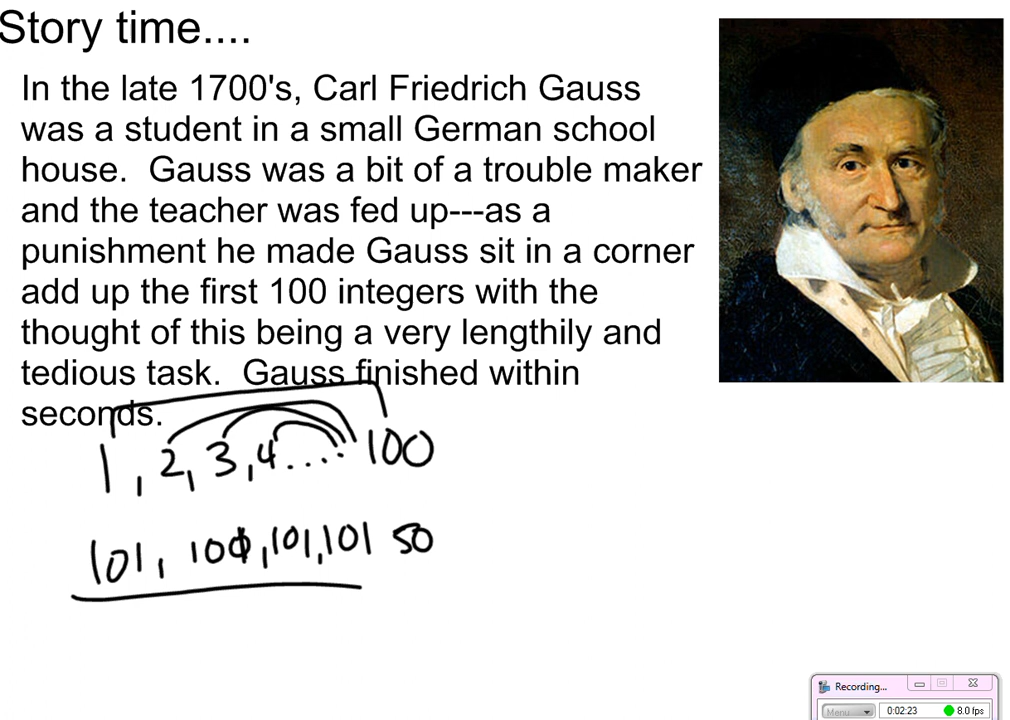 Story time....
In the late 1700's, Carl Friedrich Gauss
was a student in a small German school
house. Gauss was a bit of a trouble maker
and the teacher was fed up---as a
punishment he made Gauss sit in a corner
add up the first 100 integers with the
thought of this being a very lengthily and
tedious task. Gauss finished within
seconds.
1, 2, 3, 4.... 100
101, 101, 101, 101 50
Recording...
Menu 0:02:23 8.0 fps